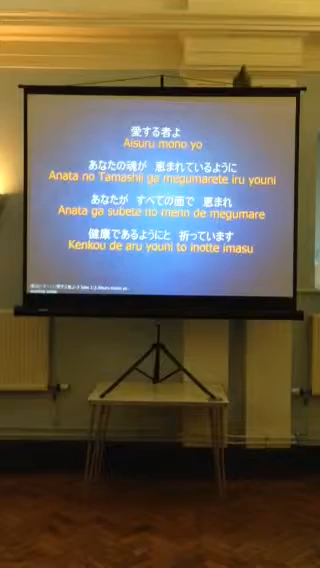 愛する者よ
Aisuru mono yo
あなたの魂が 恵まれているように
Anata no Tamashii ga megumarete iru youni
あなたが すべての面で 恵まれ
Anata ga subete no menn de megumare
健康であるようにと 祈っています
Kenkou de aru youni to inotte imasu